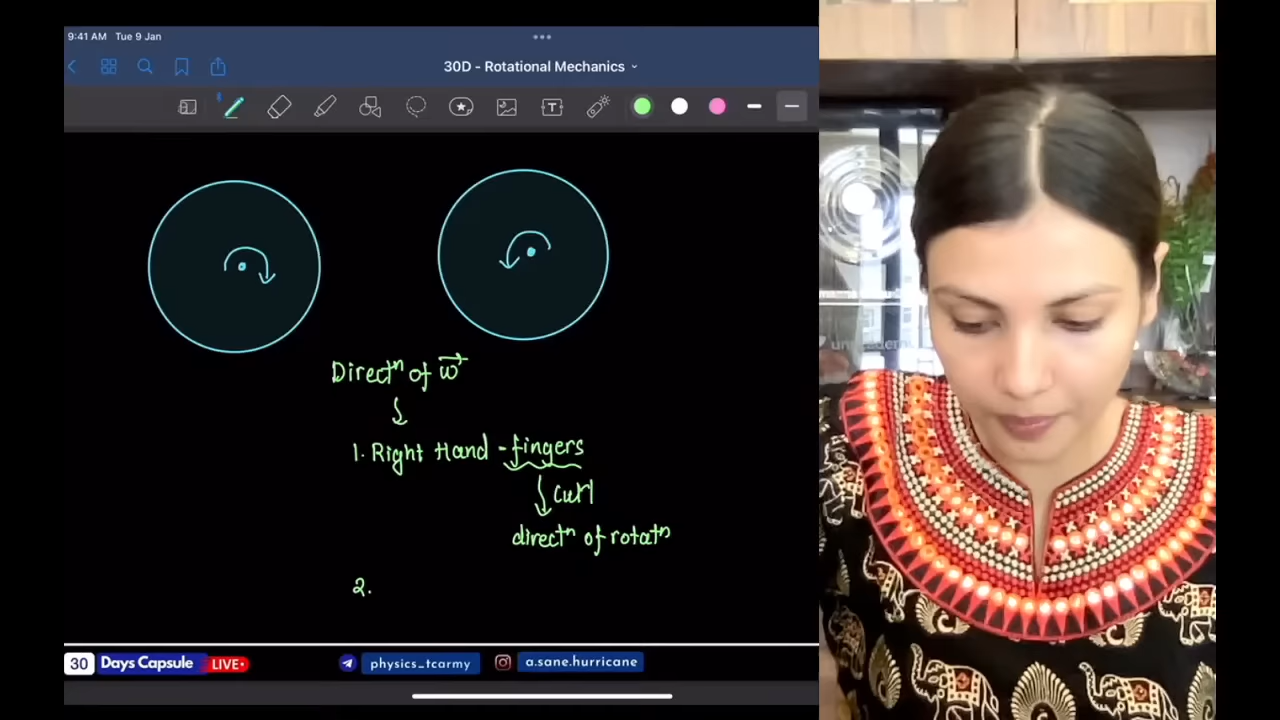 9:41 AM Tue 9 Jan
30D - Rotational Mechanics
T
Directⁿ of ω⃗
1. Right Hand - fingers
curl
directⁿ of rotatⁿ
2.
30 Days Capsule LIVE
physics_tcarmy
a.sane.hurricane